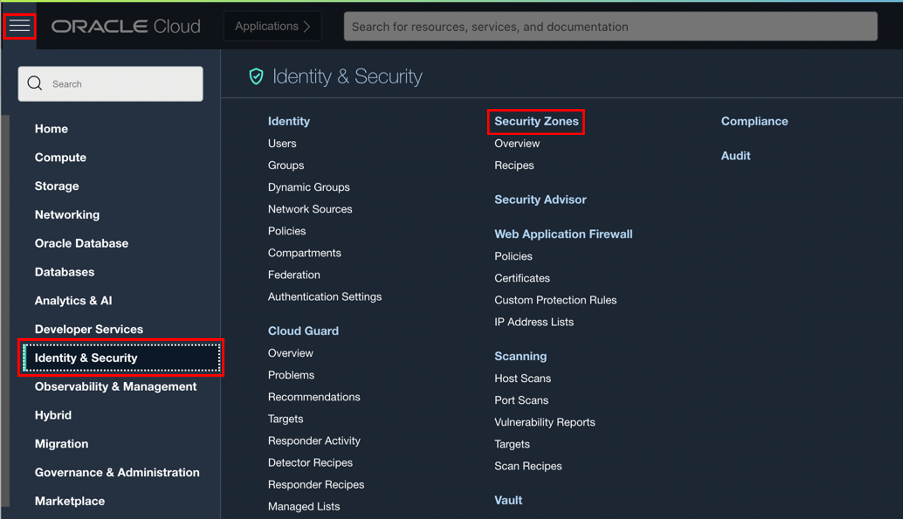 ORACLE Cloud
Applications
Search for resources, services, and documentation
Search
Home
Compute
Storage
Networking
Oracle Database
Databases
Analytics & AI
Developer Services
Identity & Security
Observability & Management
Hybrid
Migration
Governance & Administration
Marketplace
Identity & Security
Identity
Users
Groups
Dynamic Groups
Network Sources
Policies
Compartments
Federation
Authentication Settings
Cloud Guard
Overview
Problems
Recommendations
Targets
Responder Activity
Detector Recipes
Responder Recipes
Managed Lists
Security Zones
Overview
Recipes
Security Advisor
Web Application Firewall
Policies
Certificates
Custom Protection Rules
IP Address Lists
Scanning
Host Scans
Port Scans
Vulnerability Reports
Targets
Scan Recipes
Vault
Compliance
Audit